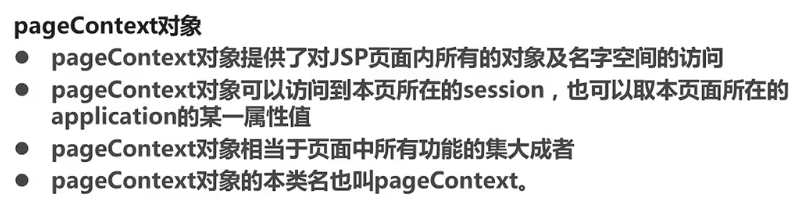 pageContext对象
● pageContext对象提供了对JSP页面内所有的对象及名字空间的访问
● pageContext对象可以访问到本页所在的session，也可以取本页面所在的
application的某一属性值
● pageContext对象相当于页面中所有功能的集大成者
● pageContext对象的本类名也叫pageContext。